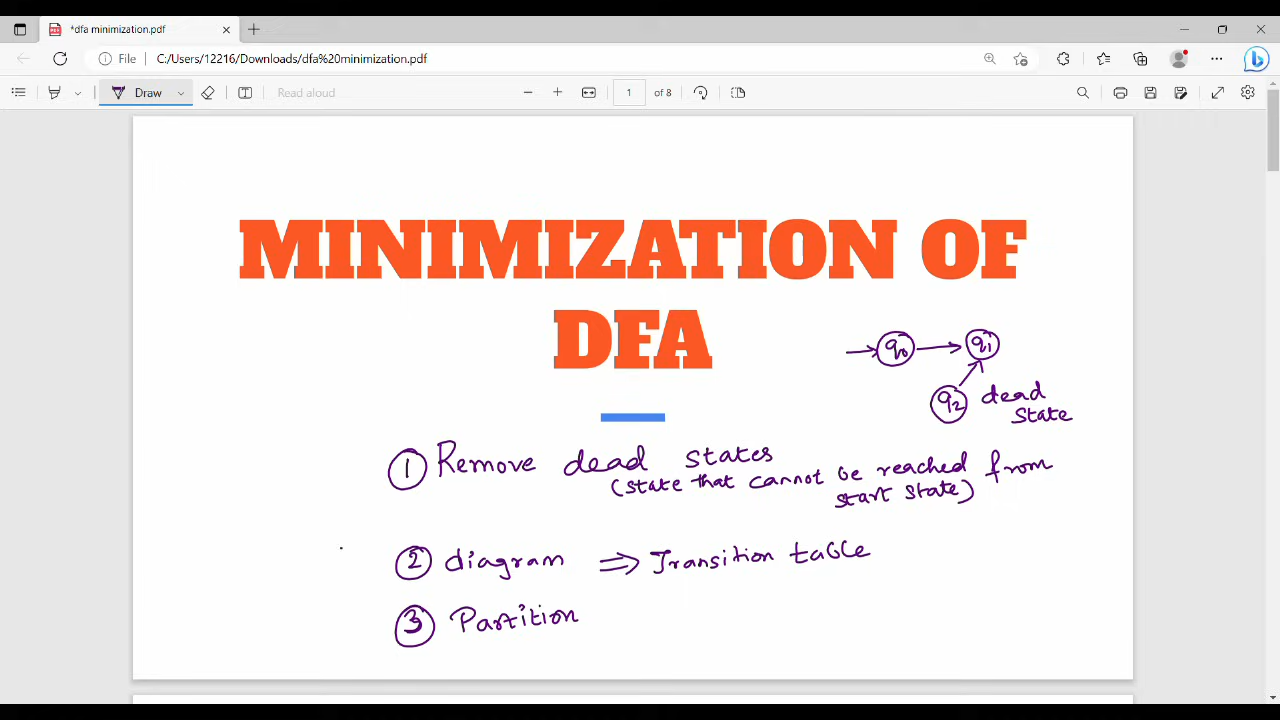 *dfa minimization.pdf
File C:/Users/12216/Downloads/dfa%20minimization.pdf
Draw Read aloud 1 of 8
MINIMIZATION OF
DFA
q0 q1
q2 dead
state
1 Remove dead states
(state that cannot be reached from
start state)
2 diagram ⇒ Transition table
3 Partition